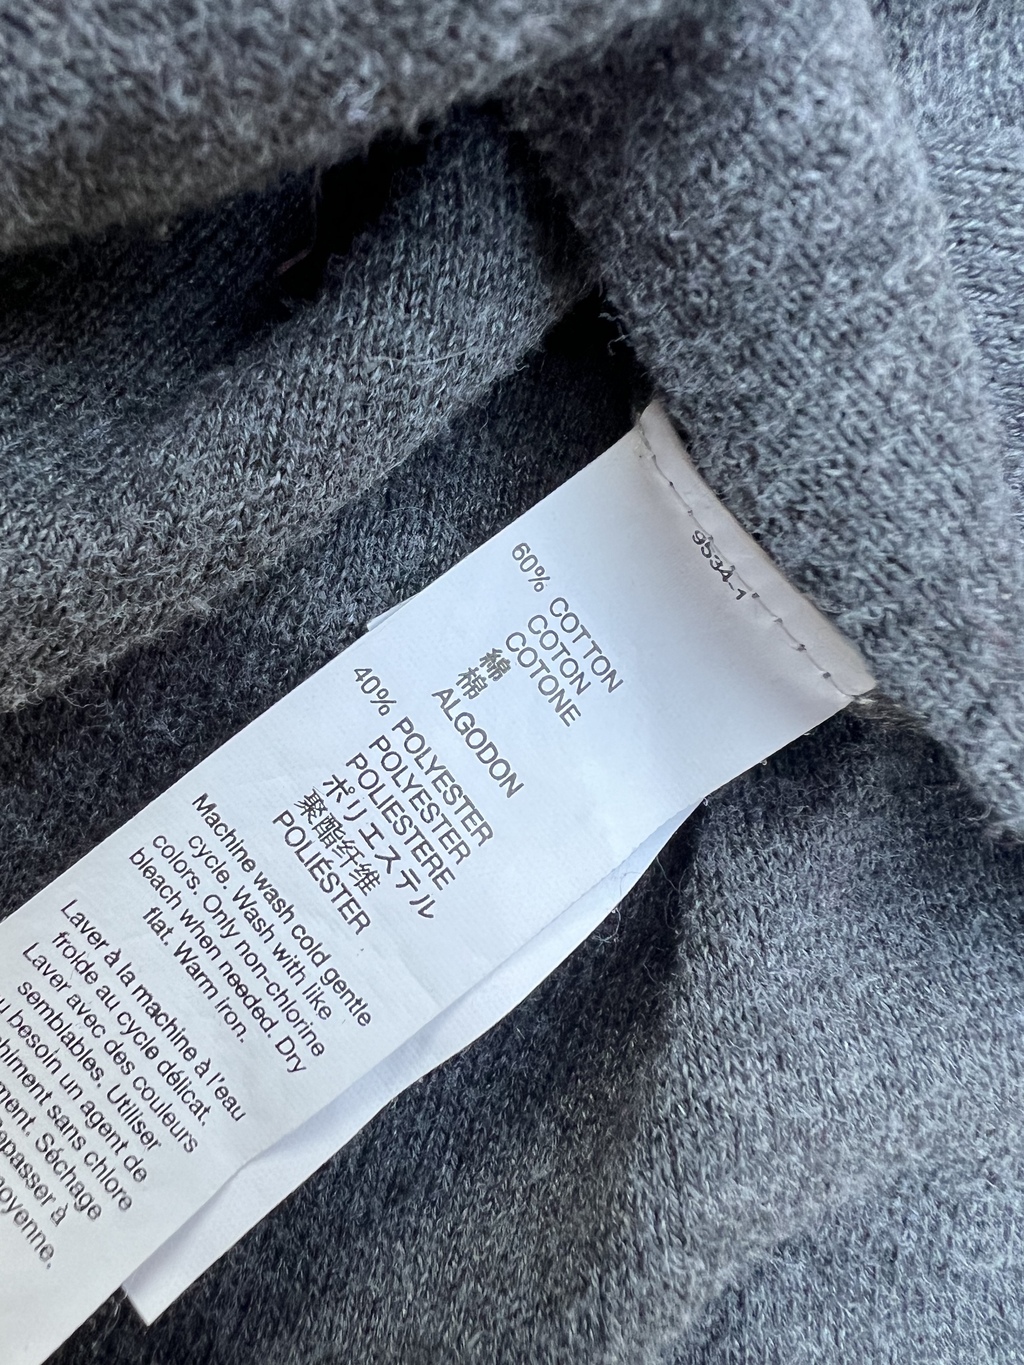 9534-1
60% COTTON
COTON
COTONE
綿
棉
ALGODON
40% POLYESTER
POLYESTER
POLIESTERE
ポリエステル
聚酯纤维
POLIÉSTER
Machine wash cold gentle
cycle. Wash with like
colors. Only non-chlorine
bleach when needed. Dry
flat. Warm iron.
Laver à la machine à l'eau
froide au cycle délicat.
Laver avec des couleurs
semblables. Utiliser
besoin un agent de
sans chlore
Séchage
à